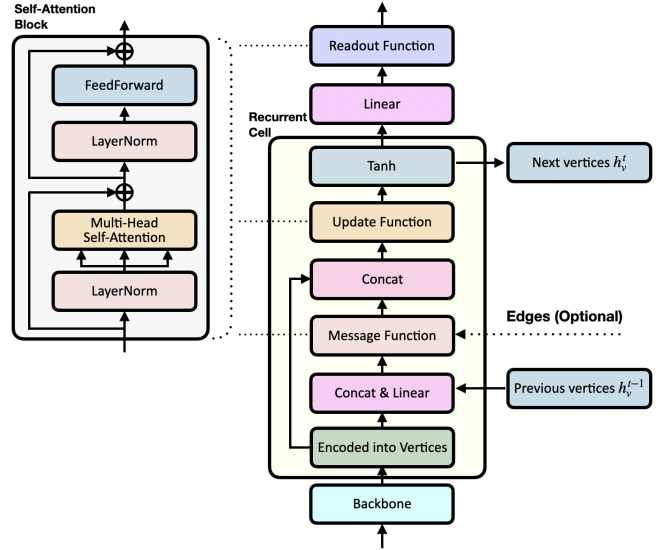 Self-Attention
Block
FeedForward
LayerNorm
Multi-Head
Self-Attention
LayerNorm
Readout Function
Linear
Recurrent
Cell
Tanh
Next vertices $h_v^t$
Update Function
Concat
Edges (Optional)
Message Function
Concat & Linear
Previous vertices $h_v^{t-1}$
Encoded into Vertices
Backbone